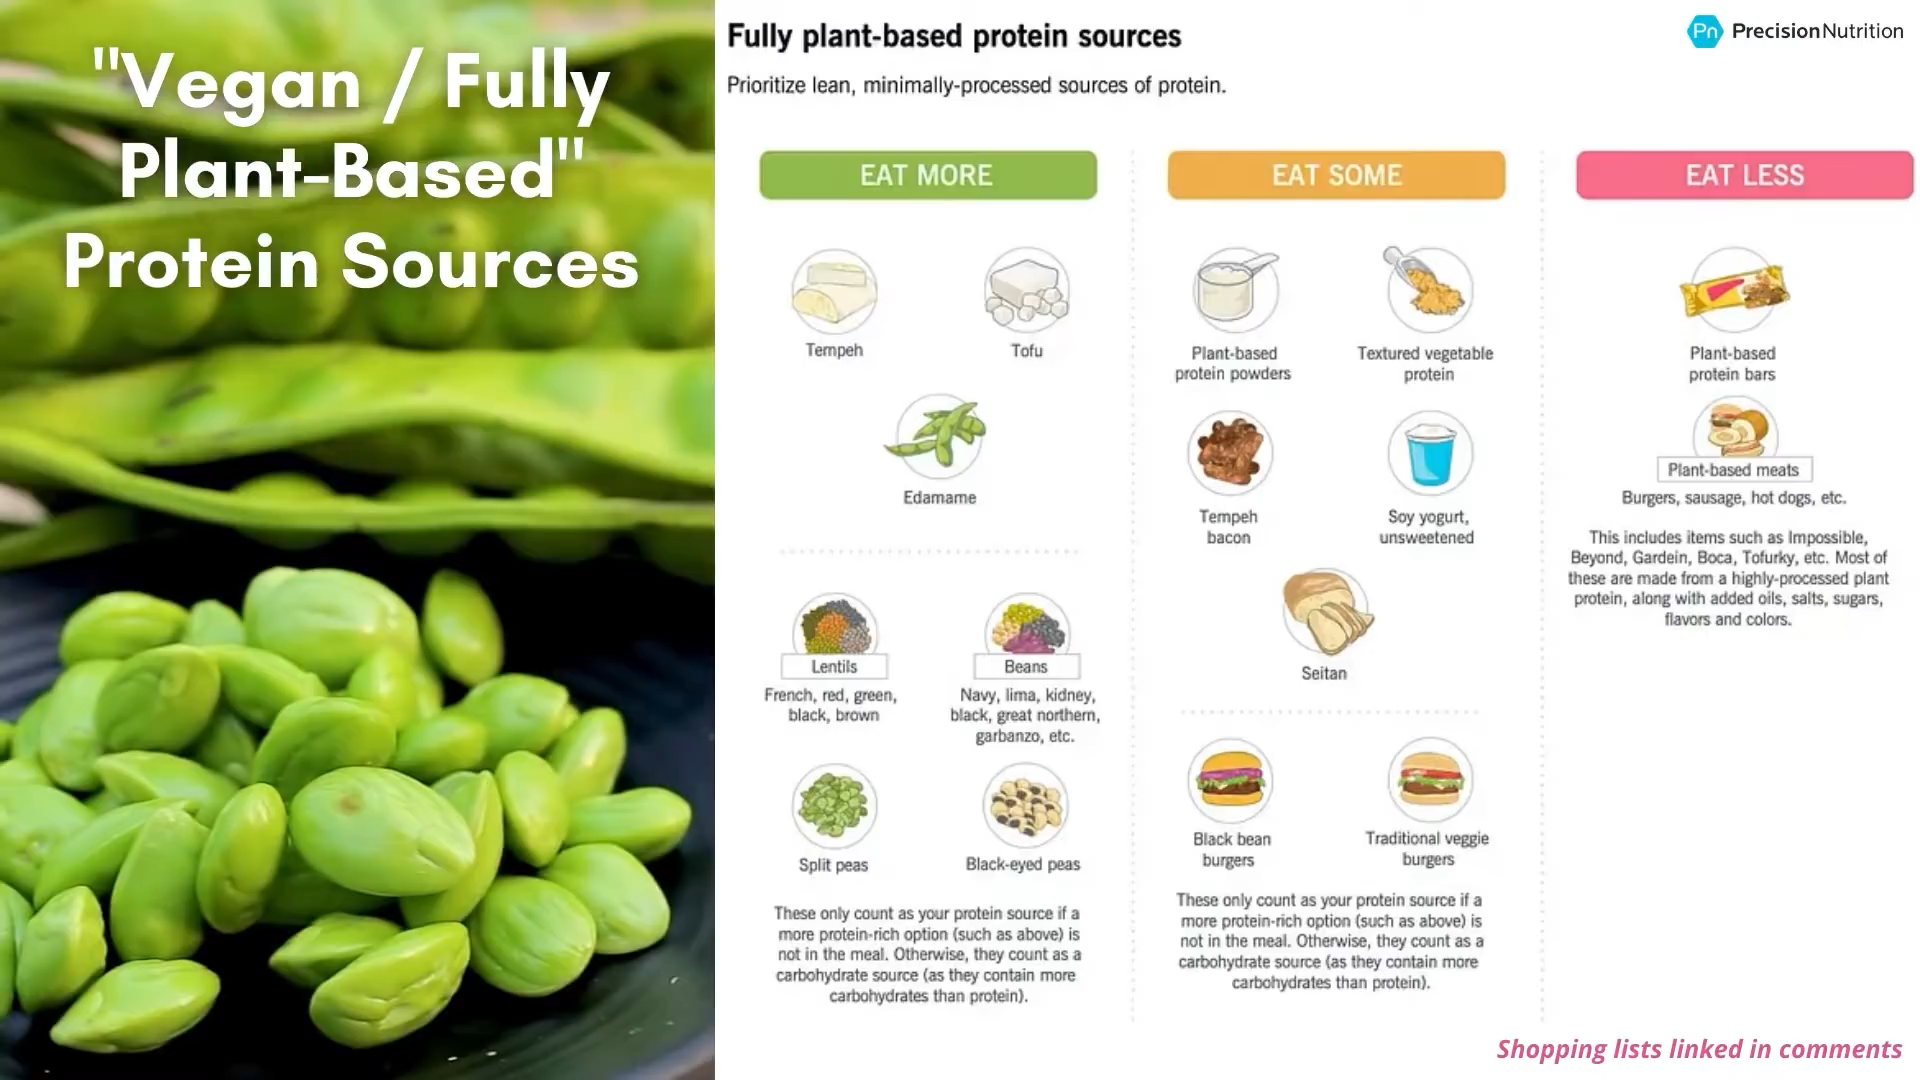 "Vegan / Fully
Plant-Based"
Protein Sources
Fully plant-based protein sources
Pn PrecisionNutrition
Prioritize lean, minimally-processed sources of protein.
EAT MORE
Tempeh
Tofu
Edamame
Lentils
French, red, green,
black, brown
Beans
Navy, lima, kidney,
black, great northern,
garbanzo, etc.
Split peas
Black-eyed peas
These only count as your protein source if a
more protein-rich option (such as above) is
not in the meal. Otherwise, they count as a
carbohydrate source (as they contain more
carbohydrates than protein).
EAT SOME
Plant-based
protein powders
Textured vegetable
protein
Tempeh
bacon
Soy yogurt,
unsweetened
Seitan
Black bean
burgers
Traditional veggie
burgers
These only count as your protein source if a
more protein-rich option (such as above) is
not in the meal. Otherwise, they count as a
carbohydrate source (as they contain more
carbohydrates than protein).
EAT LESS
Plant-based
protein bars
Plant-based meats
Burgers, sausage, hot dogs, etc.
This includes items such as Impossible,
Beyond, Gardein, Boca, Tofurky, etc. Most of
these are made from a highly-processed plant
protein, along with added oils, salts, sugars,
flavors and colors.
Shopping lists linked in comments